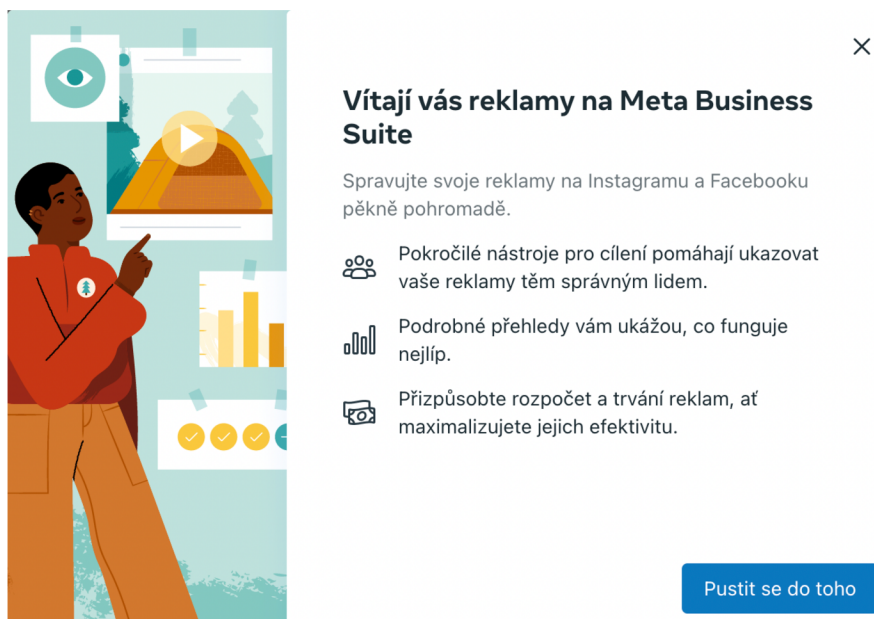 Vítají vás reklamy na Meta Business
Suite
Spravujte svoje reklamy na Instagramu a Facebooku
pěkně pohromadě.
Pokročilé nástroje pro cílení pomáhají ukazovat
vaše reklamy těm správným lidem.
Podrobné přehledy vám ukážou, co funguje
nejlíp.
Přizpůsobte rozpočet a trvání reklam, ať
maximalizujete jejich efektivitu.
Pustit se do toho